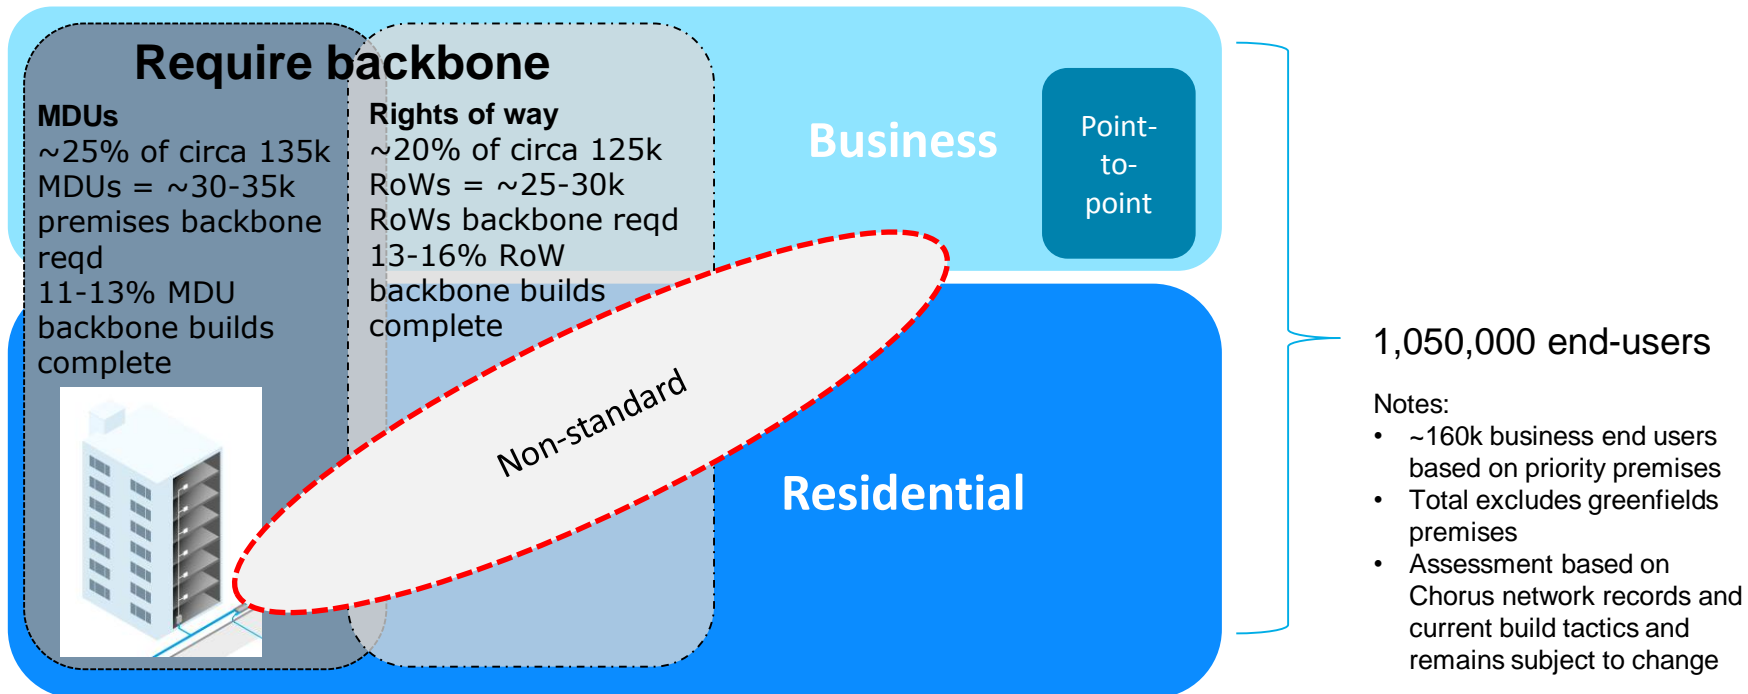 Require backbone
MDUs
~25% of circa 135k
MDUs = ~30-35k
premises backbone
reqd
11-13% MDU
backbone builds
complete
Rights of way
~20% of circa 125k
RoWs = ~25-30k
RoWs backbone reqd
13-16% RoW
backbone builds
complete
Business
Point-
to-
point
Non-standard
Residential
1,050,000 end-users
Notes:
• ~160k business end users
based on priority premises
• Total excludes greenfields
premises
• Assessment based on
Chorus network records and
current build tactics and
remains subject to change